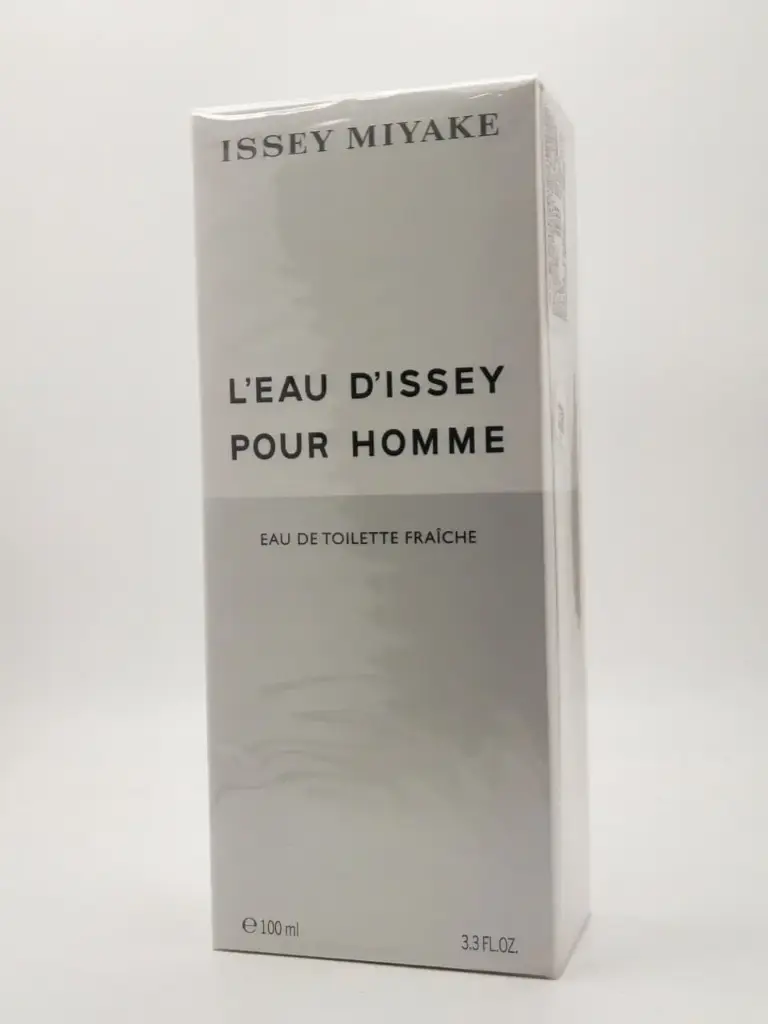 ISSEY MIYAKE
L'EAU D'ISSEY
POUR HOMME
EAU DE TOILETTE FRAÎCHE
℮ 100 ml
3.3 FL.OZ.